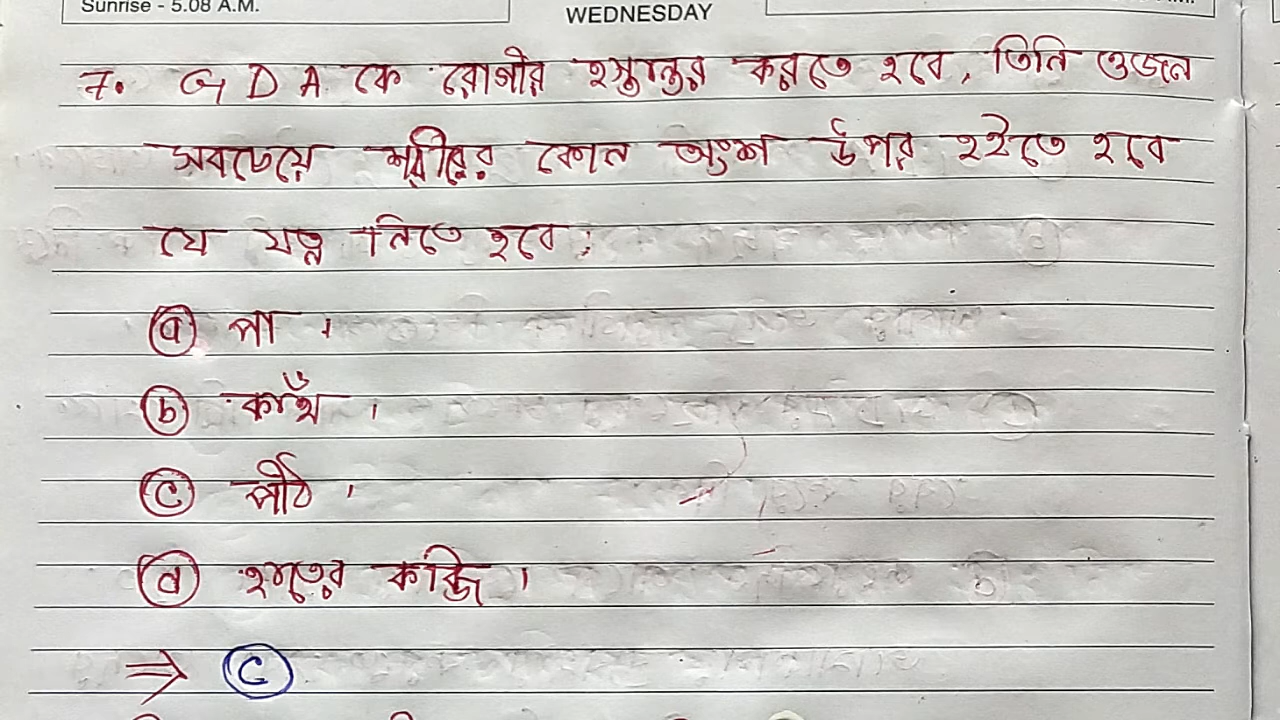 Sunrise - 5.08 A.M.
WEDNESDAY
7. GDA কে রোগীর হস্তান্তর করতে হবে, তিনি ওজন
সবচেয়ে শরীরের কোন অংশ উপর হইতে হবে
যে যত্ন নিতে হবে;
ⓐ পা ।
ⓑ কাঁধ ।
ⓒ পীঠ ।
ⓓ হাতের কব্জি ।
⇒ ⓒ